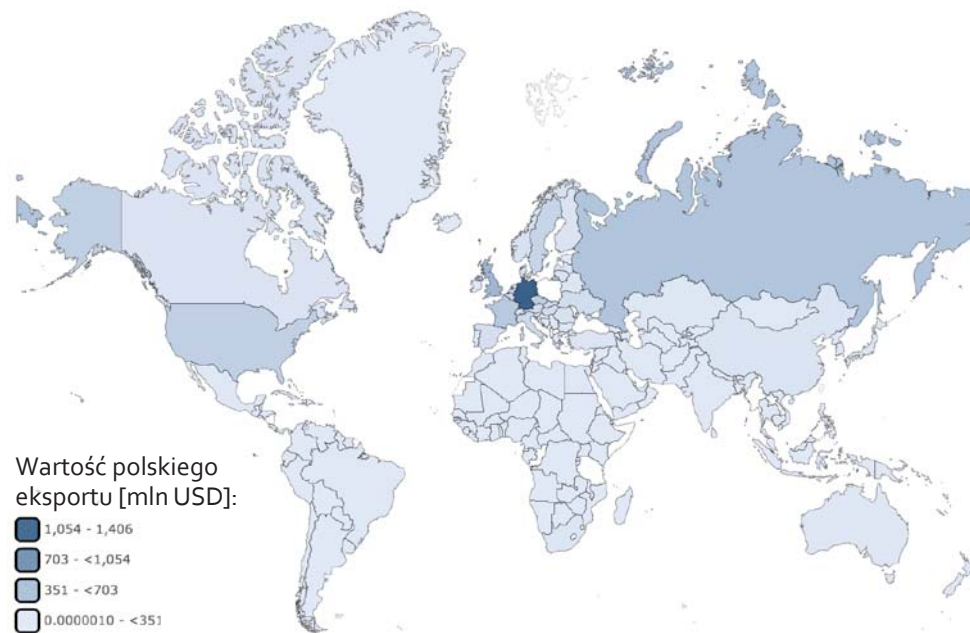 Wartość polskiego
eksportu [mln USD]:
1,054 - 1,406
703 - <1,054
351 - <703
0.0000010 - <351